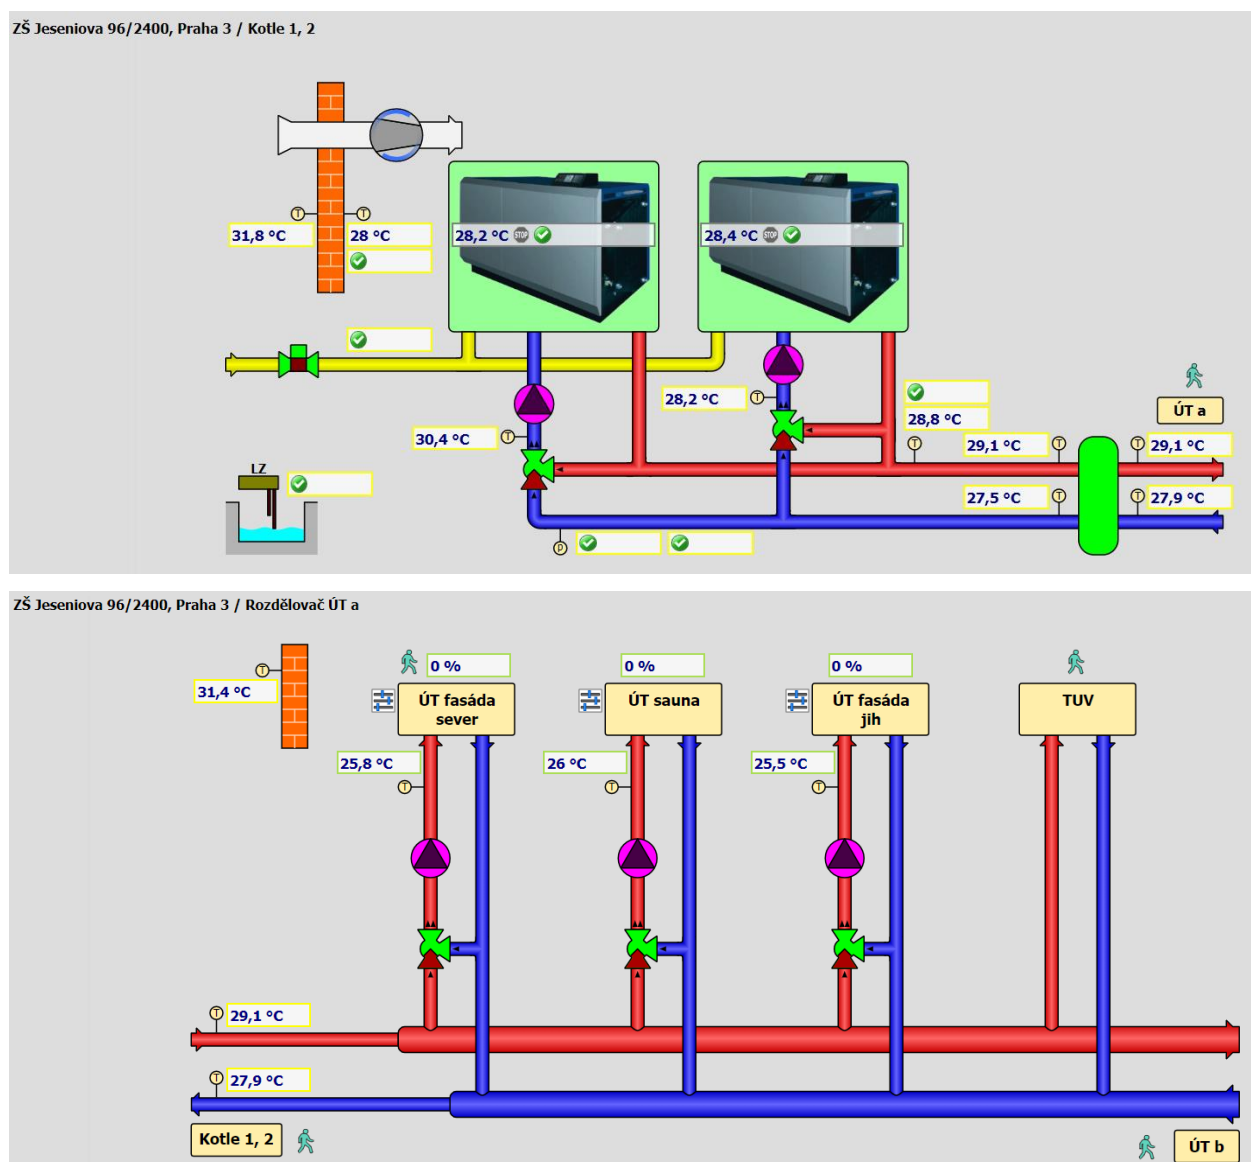 ZŠ Jeseniova 96/2400, Praha 3 / Kotle 1, 2
T T
31,8 °C 28 °C 28,2 °C STOP 28,4 °C STOP
28,2 °C T
28,8 °C
ÚT a
30,4 °C T
T
29,1 °C T T 29,1 °C
LZ
27,5 °C T T 27,9 °C
p
ZŠ Jeseniova 96/2400, Praha 3 / Rozdělovač ÚT a
0 % 0 % 0 %
T
31,4 °C
ÚT fasáda
sever
ÚT sauna
ÚT fasáda
jih
TUV
25,8 °C 26 °C 25,5 °C
T T T
T 29,1 °C
T 27,9 °C
Kotle 1, 2
ÚT b